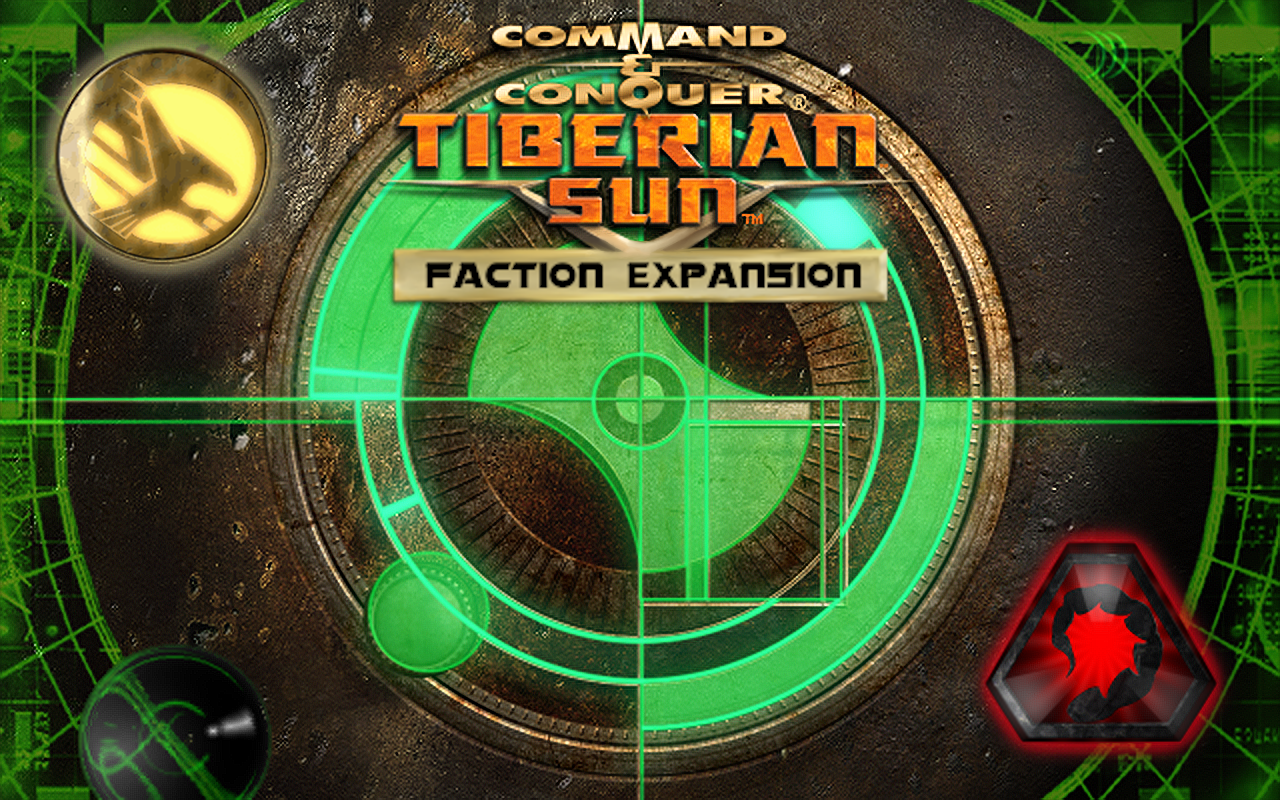 COMMAND
&
CONQUER®
TIBERIAN
SUN™
FACTION EXPANSION